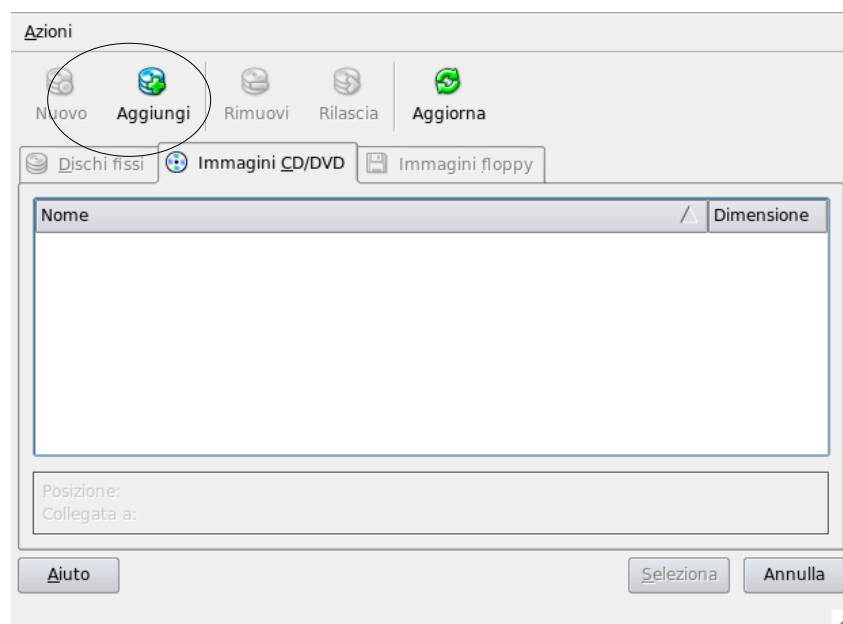 Azioni
Nuovo Aggiungi Rimuovi Rilascia Aggiorna
Dischi fissi Immagini CD/DVD Immagini floppy
Nome Dimensione
Posizione:
Collegata a:
Aiuto Seleziona Annulla